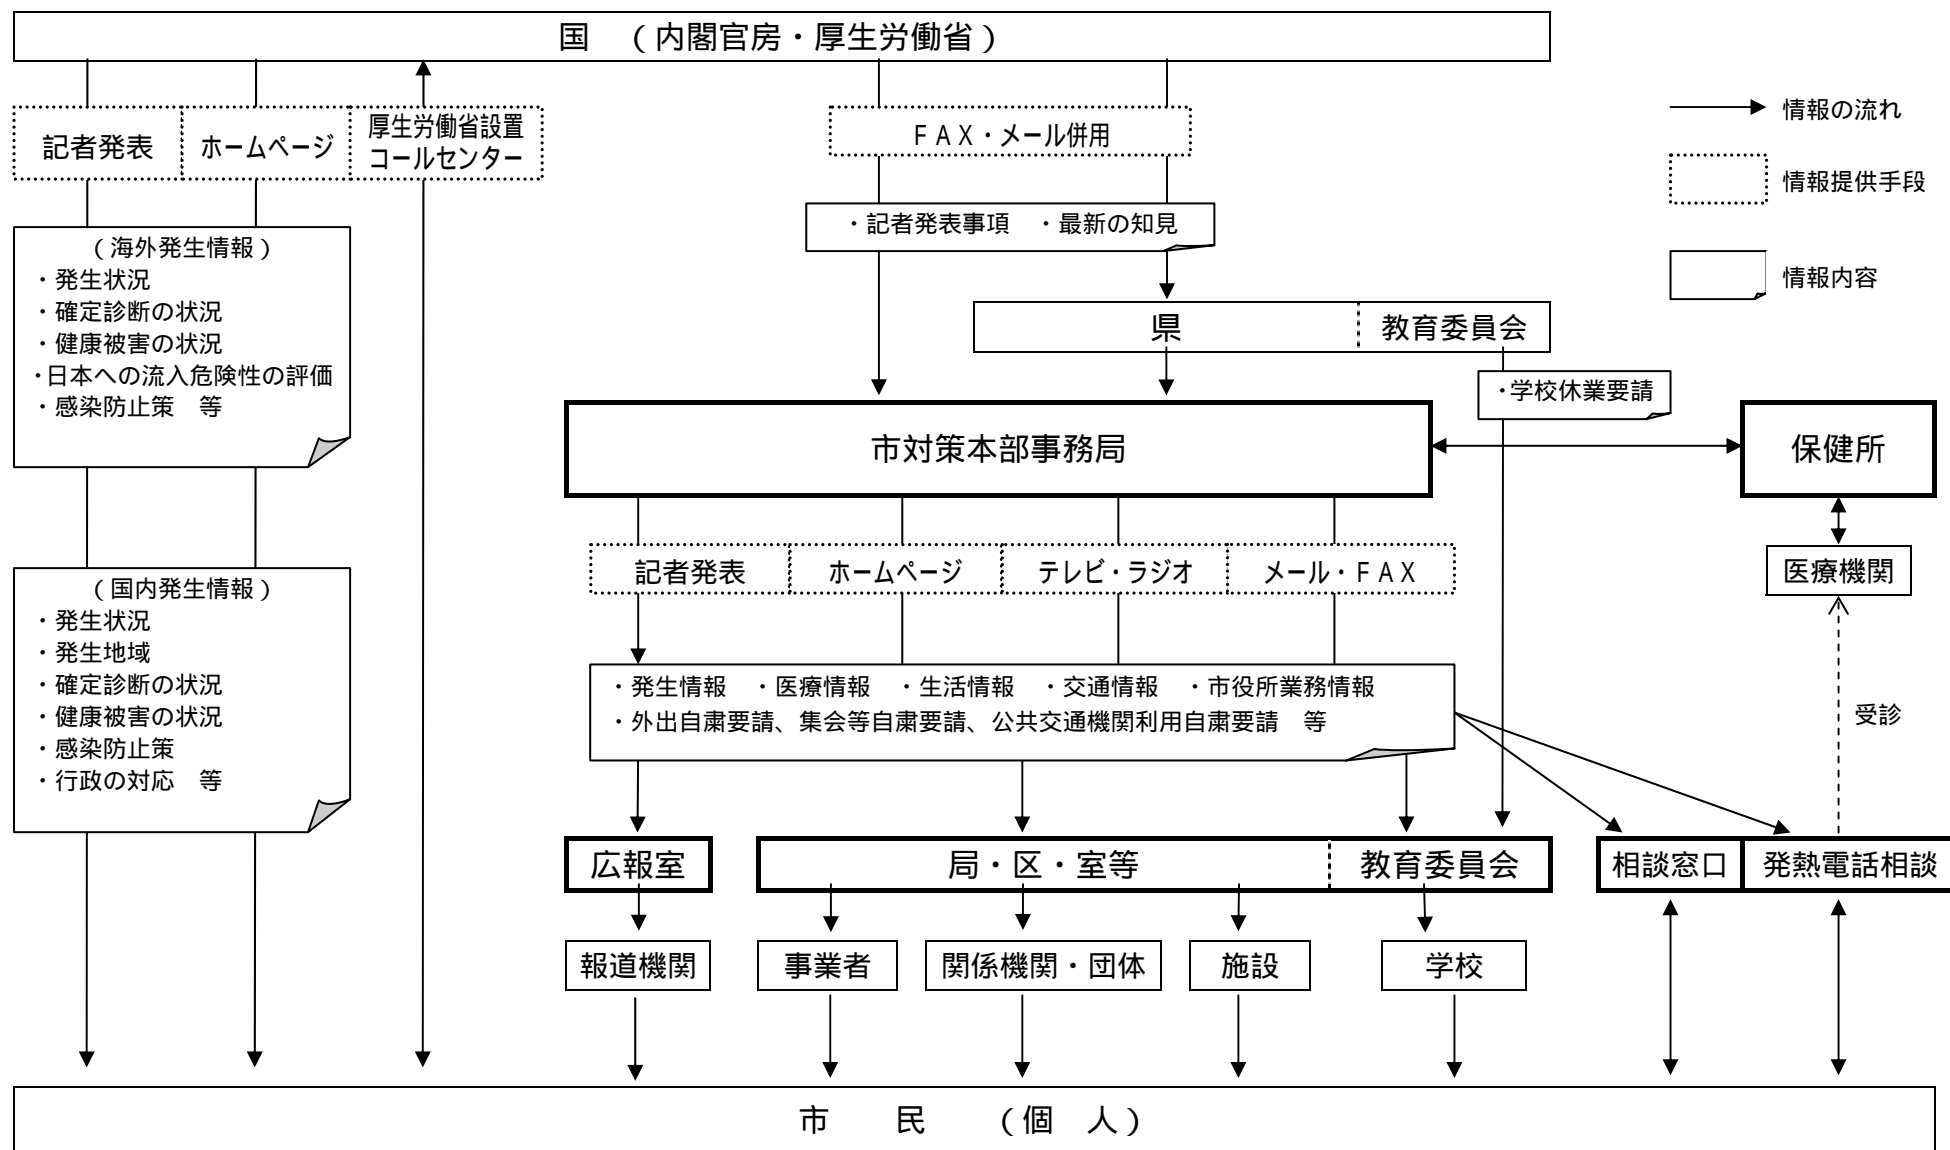 国　（内閣官房・厚生労働省）
記者発表
ホームページ
厚生労働省設置
コールセンター
ＦＡＸ・メール併用
情報の流れ
情報提供手段
情報内容
・記者発表事項　・最新の知見
（海外発生情報）
・発生状況
・確定診断の状況
・健康被害の状況
・日本への流入危険性の評価
・感染防止策　等
県
教育委員会
・学校休業要請
市対策本部事務局
保健所
記者発表
ホームページ
テレビ・ラジオ
メール・ＦＡＸ
医療機関
（国内発生情報）
・発生状況
・発生地域
・確定診断の状況
・健康被害の状況
・感染防止策
・行政の対応　等
・発生情報　・医療情報　・生活情報　・交通情報　・市役所業務情報
・外出自粛要請、集会等自粛要請、公共交通機関利用自粛要請　等
受診
広報室
局・区・室等
教育委員会
相談窓口
発熱電話相談
報道機関
事業者
関係機関・団体
施設
学校
市　　民　　（個　人）